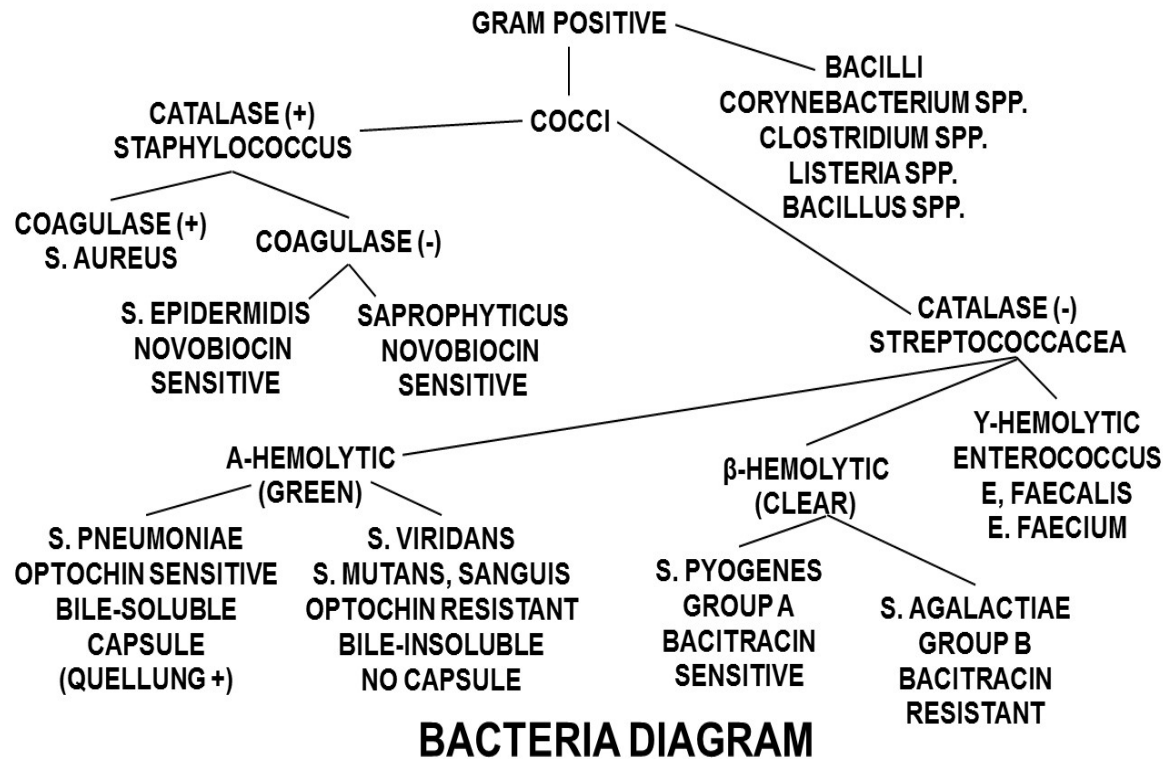 GRAM POSITIVE
BACILLI
CORYNEBACTERIUM SPP.
CLOSTRIDIUM SPP.
LISTERIA SPP.
BACILLUS SPP.
COCCI
CATALASE (+)
STAPHYLOCOCCUS
COAGULASE (+)
S. AUREUS
COAGULASE (-)
S. EPIDERMIDIS
NOVOBIOCIN
SENSITIVE
SAPROPHYTICUS
NOVOBIOCIN
SENSITIVE
CATALASE (-)
STREPTOCOCCACEA
A-HEMOLYTIC
(GREEN)
S. PNEUMONIAE
OPTOCHIN SENSITIVE
BILE-SOLUBLE
CAPSULE
(QUELLUNG +)
S. VIRIDANS
S. MUTANS, SANGUIS
OPTOCHIN RESISTANT
BILE-INSOLUBLE
NO CAPSULE
β-HEMOLYTIC
(CLEAR)
S. PYOGENES
GROUP A
BACITRACIN
SENSITIVE
S. AGALACTIAE
GROUP B
BACITRACIN
RESISTANT
Y-HEMOLYTIC
ENTEROCOCCUS
E, FAECALIS
E. FAECIUM
BACTERIA DIAGRAM